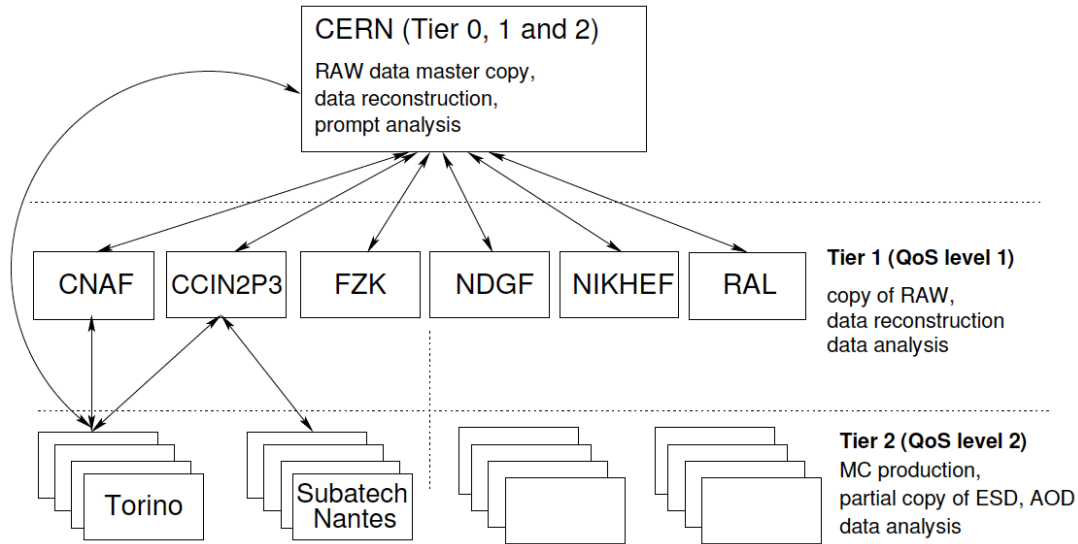 CERN (Tier 0, 1 and 2)
RAW data master copy,
data reconstruction,
prompt analysis
CNAF
CCIN2P3
FZK
NDGF
NIKHEF
RAL
Tier 1 (QoS level 1)
copy of RAW,
data reconstruction
data analysis
Torino
Subatech
Nantes
Tier 2 (QoS level 2)
MC production,
partial copy of ESD, AOD
data analysis